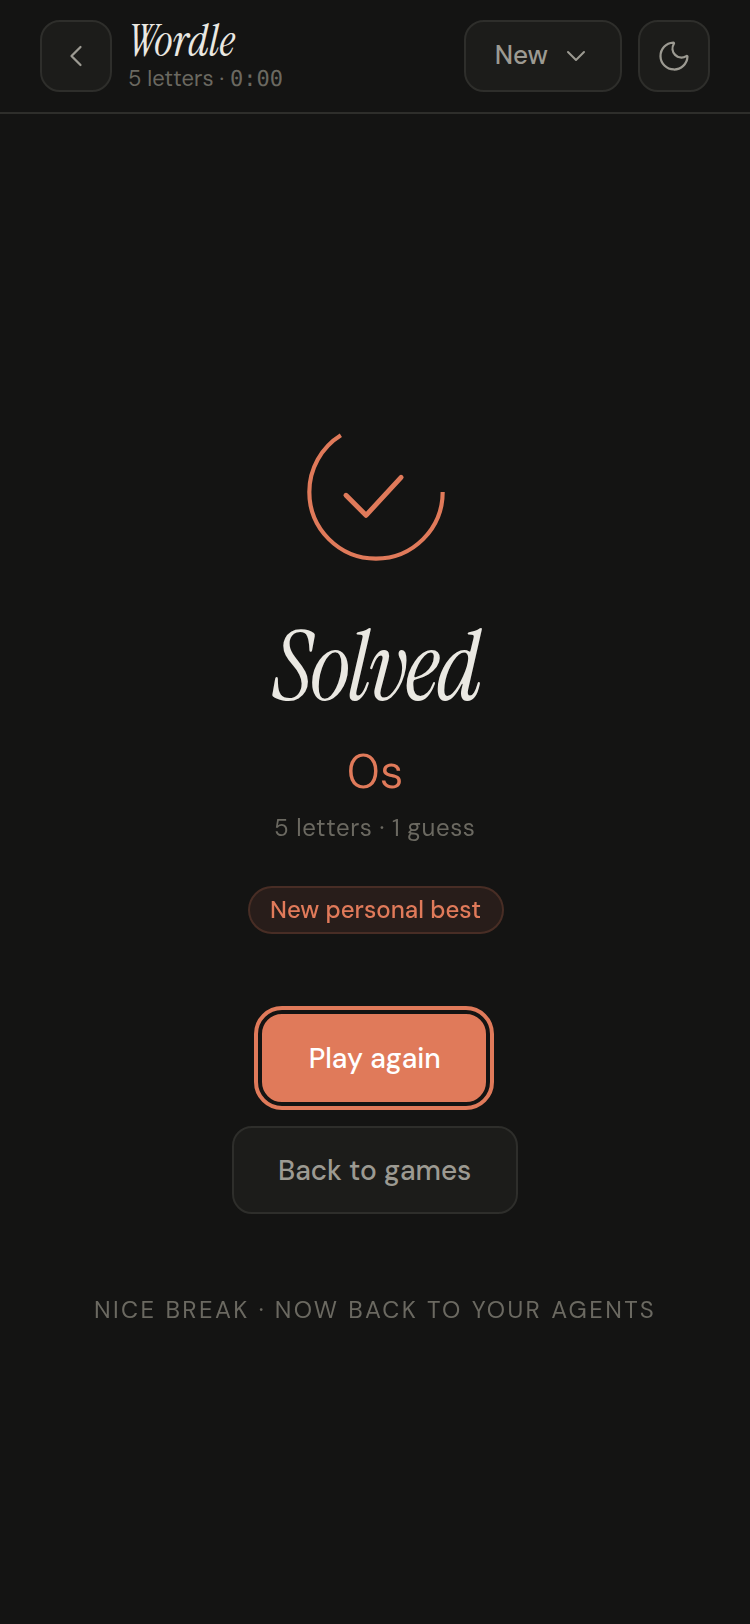 Wordle
5 letters · 0:00
New
Solved
0s
5 letters · 1 guess
New personal best
Play again
Back to games
NICE BREAK · NOW BACK TO YOUR AGENTS